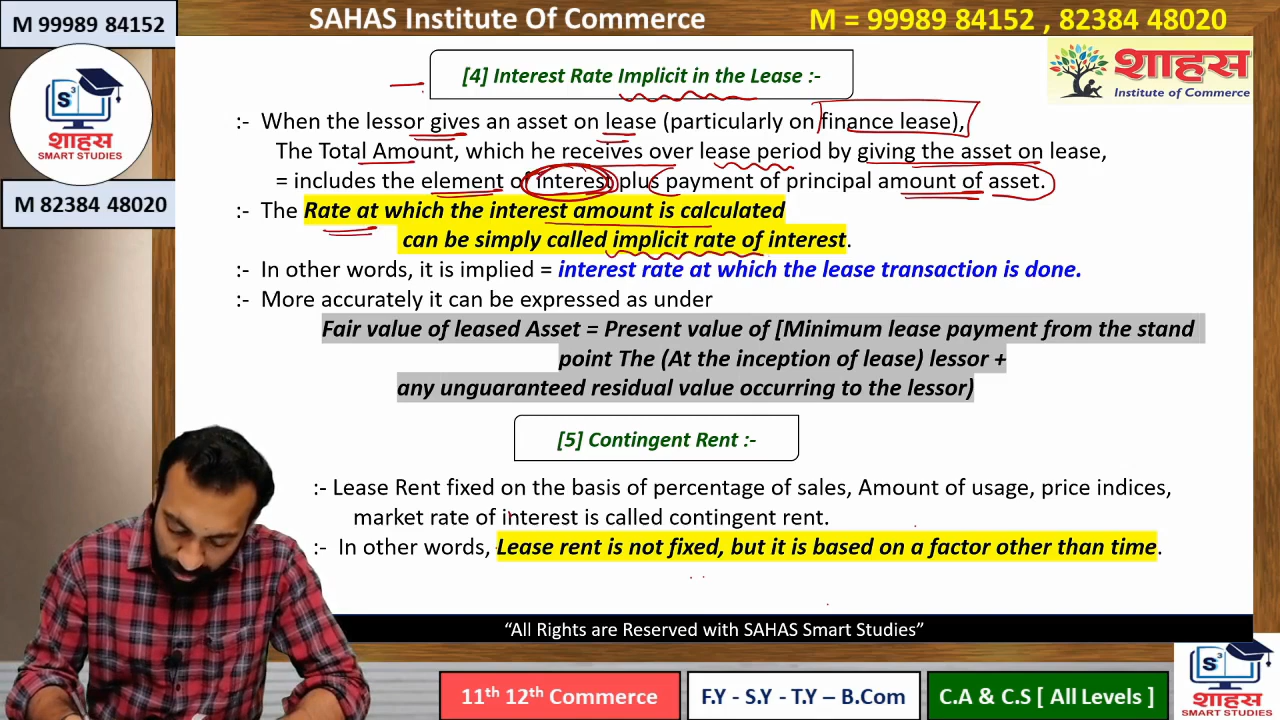 M 99989 84152
SAHAS Institute Of Commerce
M = 99989 84152 , 82384 48020
S³
शाहस
SMART STUDIES
M 82384 48020
शाहस
Institute of Commerce
[4] Interest Rate Implicit in the Lease :-
:- When the lessor gives an asset on lease (particularly on finance lease),
The Total Amount, which he receives over lease period by giving the asset on lease,
= includes the element of interest plus payment of principal amount of asset.
:- The Rate at which the interest amount is calculated
can be simply called implicit rate of interest.
:- In other words, it is implied = interest rate at which the lease transaction is done.
:- More accurately it can be expressed as under
Fair value of leased Asset = Present value of [Minimum lease payment from the stand
point The (At the inception of lease) lessor +
any unguaranteed residual value occurring to the lessor)
[5] Contingent Rent :-
:- Lease Rent fixed on the basis of percentage of sales, Amount of usage, price indices,
market rate of interest is called contingent rent.
:- In other words, Lease rent is not fixed, but it is based on a factor other than time.
“All Rights are Reserved with SAHAS Smart Studies”
11th 12th Commerce
F.Y - S.Y - T.Y – B.Com
C.A & C.S [ All Levels ]
S³
शाहस
SMART STUDIES